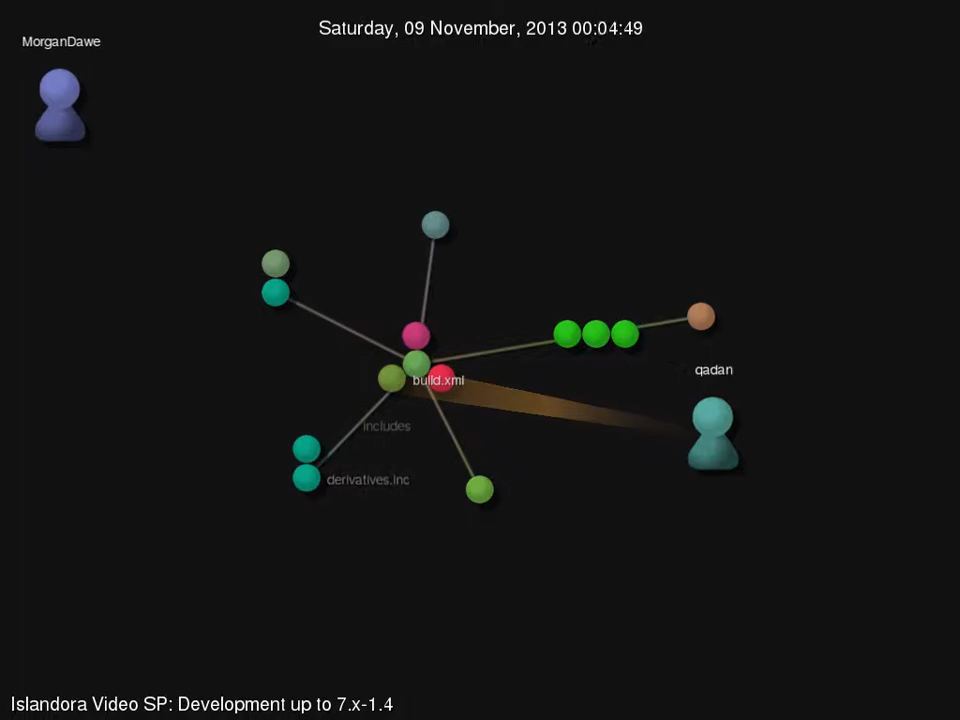 Saturday, 09 November, 2013 00:04:49
MorganDawe
qadan
build.xml
includes
derivatives.inc
Islandora Video SP: Development up to 7.x-1.4